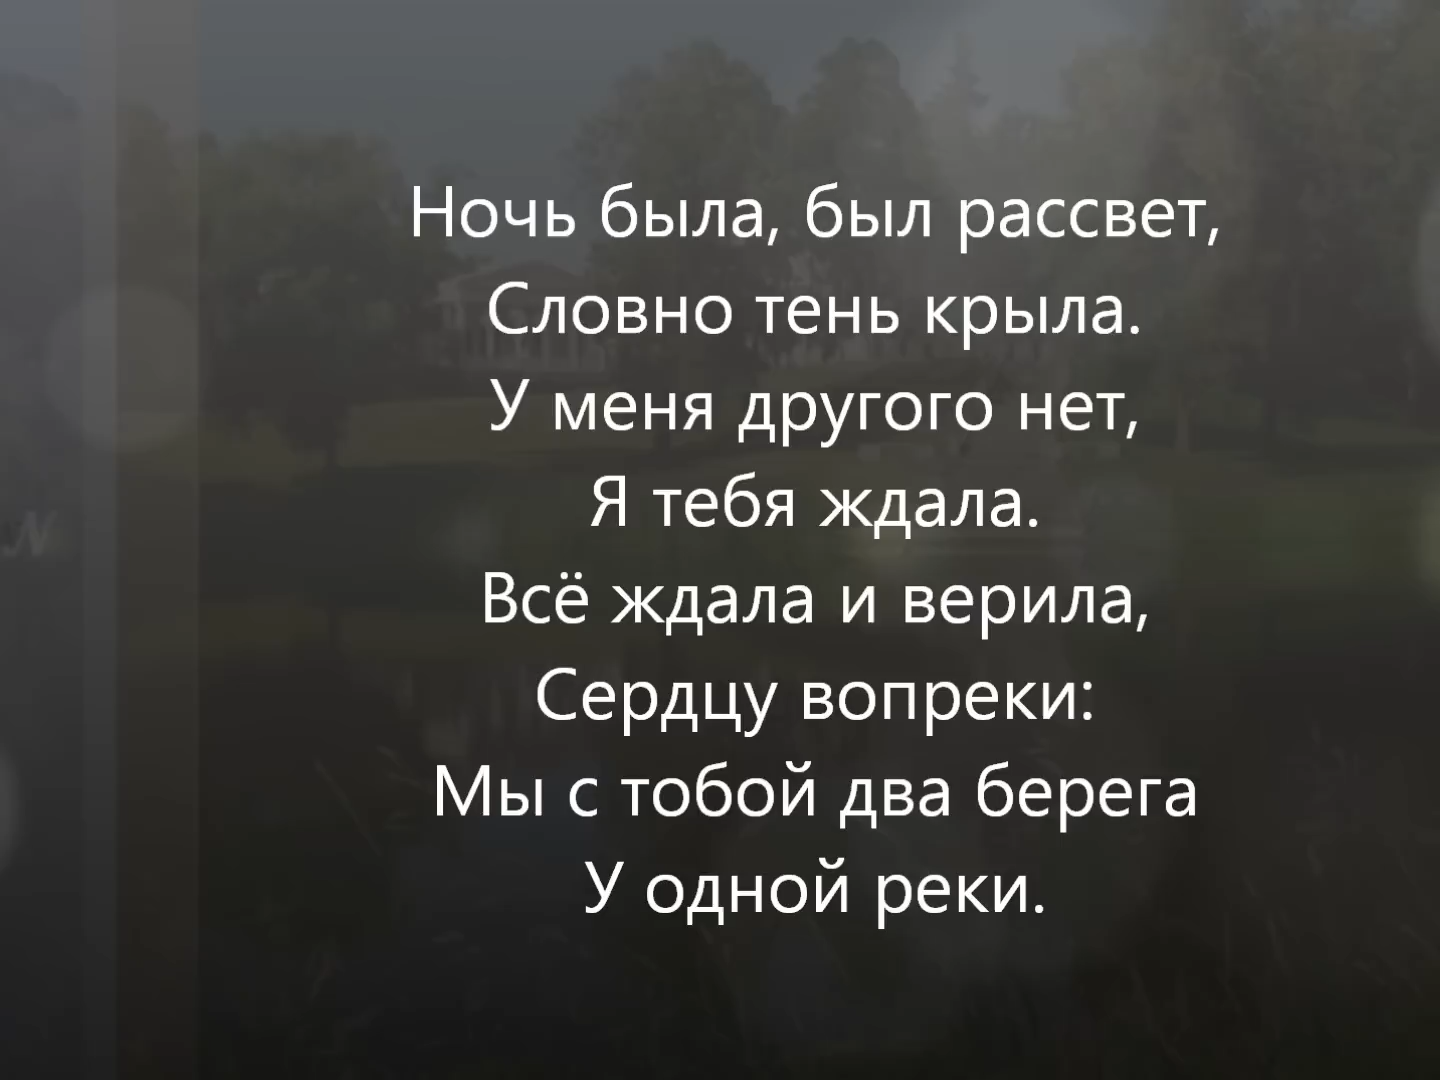 Ночь была, был рассвет,
Словно тень крыла.
У меня другого нет,
Я тебя ждала.
Всё ждала и верила,
Сердцу вопреки:
Мы с тобой два берега
У одной реки.
N